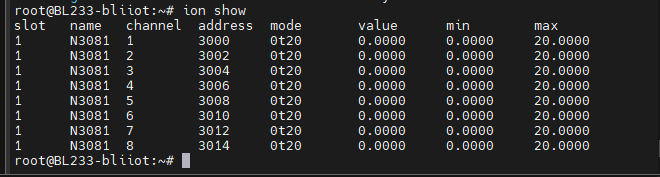 root@BL233-bliiot:~# ion show
slot name channel address mode value min max
1 N3081 1 3000 0t20 0.0000 0.0000 20.0000
1 N3081 2 3002 0t20 0.0000 0.0000 20.0000
1 N3081 3 3004 0t20 0.0000 0.0000 20.0000
1 N3081 4 3006 0t20 0.0000 0.0000 20.0000
1 N3081 5 3008 0t20 0.0000 0.0000 20.0000
1 N3081 6 3010 0t20 0.0000 0.0000 20.0000
1 N3081 7 3012 0t20 0.0000 0.0000 20.0000
1 N3081 8 3014 0t20 0.0000 0.0000 20.0000
root@BL233-bliiot:~#